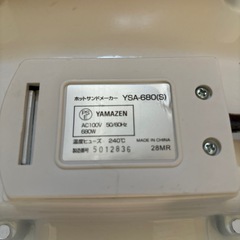 ホットサンドメーカー YSA-680(S)
YAMAZEN
AC100V 50/60Hz
680W
温度ヒューズ 240℃ MADE IN CHINA
製造番号 5012836 28MR